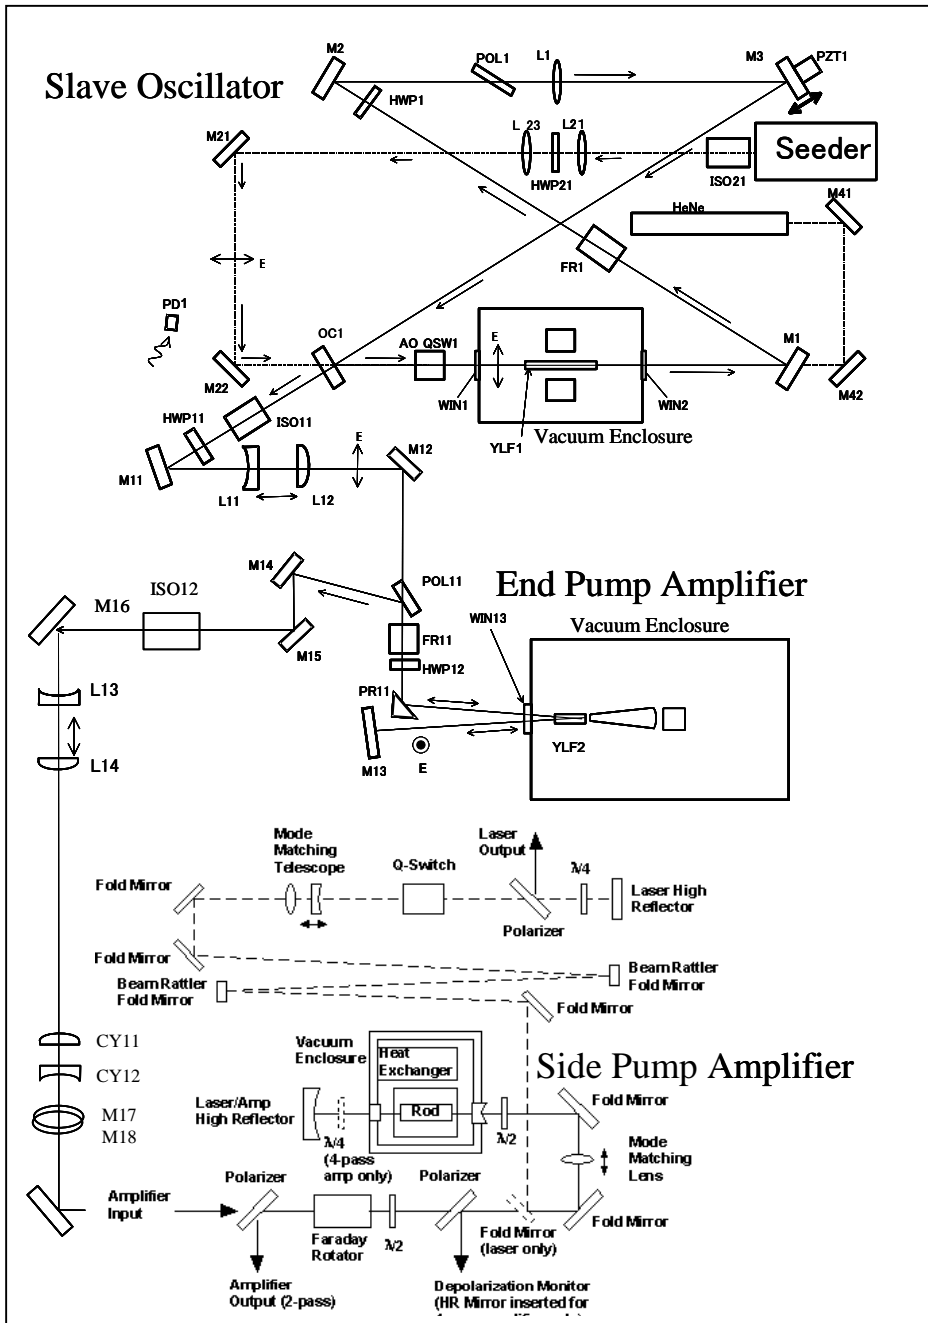 M2
POL1
L1
M3
PZT1
Slave Oscillator
HWP1
L 23
L21
M21
HWP21
ISO21
Seeder
M41
HeNe
FR1
E
PD1
OC1
AO QSW1
E
M1
M22
WIN1
WIN2
M42
HWP11
ISO11
YLF1
Vacuum Enclosure
M11
E
M12
L11
L12
M14
POL11
End Pump Amplifier
ISO12
M16
WIN13
Vacuum Enclosure
M15
FR11
HWP12
L13
PR11
YLF2
M13
E
L14
Mode
Matching
Telescope
Q-Switch
Laser
Output
λ/4
Fold Mirror
Laser High
Reflector
Polarizer
Fold Mirror
Beam Rattler
Fold Mirror
Beam Rattler
Fold Mirror
Fold Mirror
CY11
CY12
Vacuum
Enclosure
Heat
Exchanger
Side Pump Amplifier
Laser/Amp
High Reflector
Rod
Fold Mirror
M17
M18
λ/4
(4-pass
amp only)
λ/2
Mode
Matching
Lens
Polarizer
Polarizer
Amplifier
Input
Faraday
Rotator
λ/2
Fold Mirror
(laser only)
Fold Mirror
Amplifier
Output (2-pass)
Depolarization Monitor
(HR Mirror inserted for